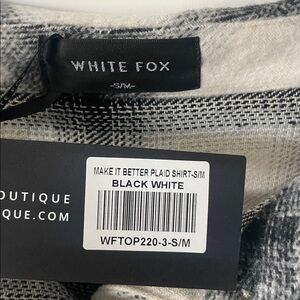 WHITE FOX
-S/M-
MAKE IT BETTER PLAID SHIRT-S/M
BLACK WHITE
WFTOP220-3-S/M
OUTIQUE
QUE.COM